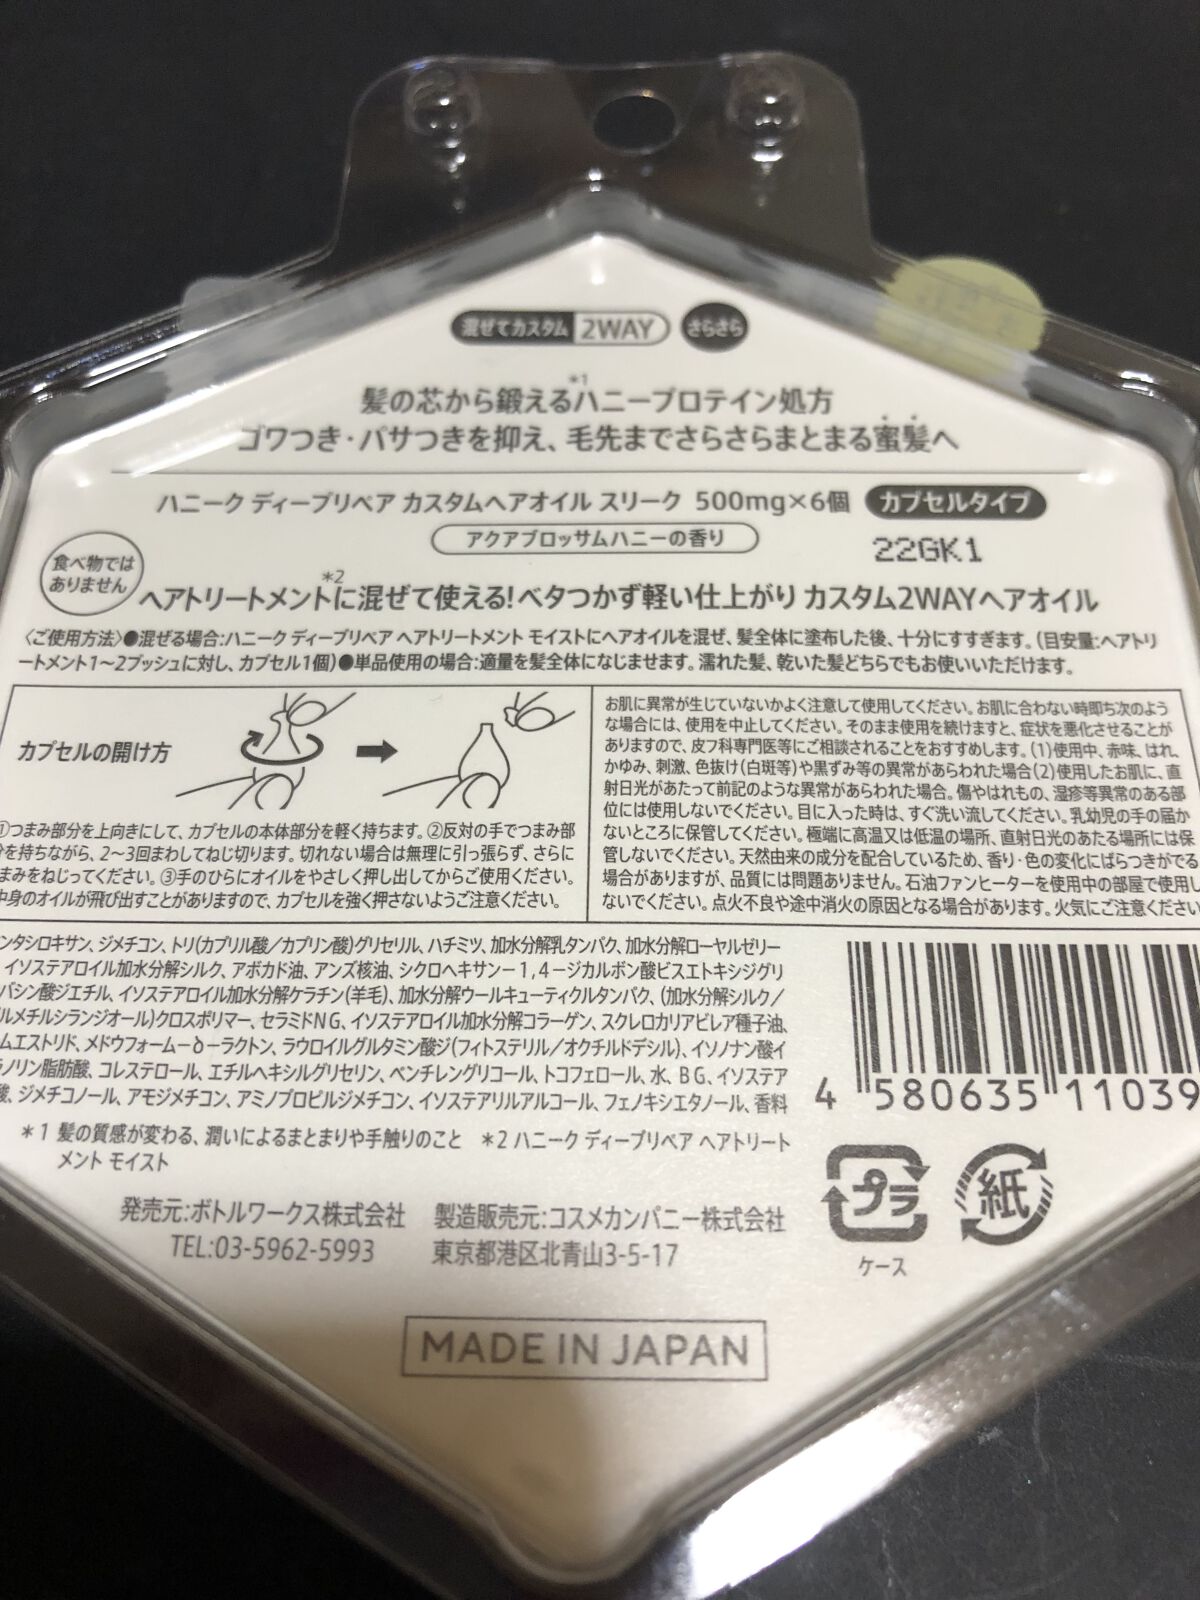 混ぜてカスタム 2WAY さらさら
髪の芯から鍛える*1ハニープロテイン処方
ゴワつき・パサつきを抑え、毛先までさらさらまとまる蜜髪へ
ハニーク ディープリペア カスタムヘアオイル スリーク 500mg×6個 カプセルタイプ
アクアブロッサムハニーの香り
22GK1
食べ物では
ありません
ヘアトリートメント*2に混ぜて使える!ベタつかず軽い仕上がり カスタム2WAYヘアオイル
〈ご使用方法〉●混ぜる場合:ハニーク ディープリペア ヘアトリートメント モイストにヘアオイルを混ぜ、髪全体に塗布した後、十分にすすぎます。(目安量:ヘアトリ
ートメント1〜2プッシュに対し、カプセル1個)●単品使用の場合:適量を髪全体になじませます。濡れた髪、乾いた髪どちらでもお使いいただけます。
カプセルの開け方
①つまみ部分を上向きにして、カプセルの本体部分を軽く持ちます。②反対の手でつまみ部
分を持ちながら、2〜3回まわしてねじ切ります。切れない場合は無理に引っ張らず、さらに
まみをねじってください。③手のひらにオイルをやさしく押し出してからご使用ください。
中身のオイルが飛び出すことがありますので、カプセルを強く押さないようご注意ください。
お肌に異常が生じていないかよく注意して使用してください。お肌に合わない時即ち次のよう
な場合には、使用を中止してください。そのまま使用を続けますと、症状を悪化させることが
ありますので、皮フ科専門医等にご相談されることをおすすめします。(1)使用中、赤味、はれ、
かゆみ、刺激、色抜け(白斑等)や黒ずみ等の異常があらわれた場合(2)使用したお肌に、直
射日光があたって前記のような異常があらわれた場合。傷やはれもの、湿疹等異常のある部
位には使用しないでください。目に入った時は、すぐ洗い流してください。乳幼児の手の届か
ないところに保管してください。極端に高温又は低温の場所、直射日光のあたる場所には保
管しないでください。天然由来の成分を配合しているため、香り・色の変化にばらつきがでる
場合がありますが、品質には問題ありません。石油ファンヒーターを使用中の部屋で使用し
ないでください。点火不良や途中消火の原因となる場合があります。火気にご注意ください
ンタシロキサン、ジメチコン、トリ(カプリル酸/カプリン酸)グリセリル、ハチミツ、加水分解乳タンパク、加水分解ローヤルゼリー
イソステアロイル加水分解シルク、アボカド油、アンズ核油、シクロヘキサン-1,4-ジカルボン酸ビスエトキシジグリ
バシン酸ジエチル、イソステアロイル加水分解ケラチン(羊毛)、加水分解ウールキューティクルタンパク、(加水分解シルク/
ルメチルシランジオール)クロスポリマー、セラミドNG、イソステアロイル加水分解コラーゲン、スクレロカリアビレア種子油、
ムエストリド、メドウフォーム-δ-ラクトン、ラウロイルグルタミン酸ジ(フィトステリル/オクチルドデシル)、イソノナン酸イ
ラノリン脂肪酸、コレステロール、エチルヘキシルグリセリン、ペンチレングリコール、トコフェロール、水、BG、イソステア
酸、ジメチコノール、アモジメチコン、アミノプロピルジメチコン、イソステアリルアルコール、フェノキシエタノール、香料
4 580635 11039
*1 髪の質感が変わる、潤いによるまとまりや手触りのこと *2 ハニーク ディープリペア ヘアトリート
メント モイスト
プラ 紙
ケース
発売元:ボトルワークス株式会社 製造販売元:コスメカンパニー株式会社
TEL:03-5962-5993 東京都港区北青山3-5-17
MADE IN JAPAN